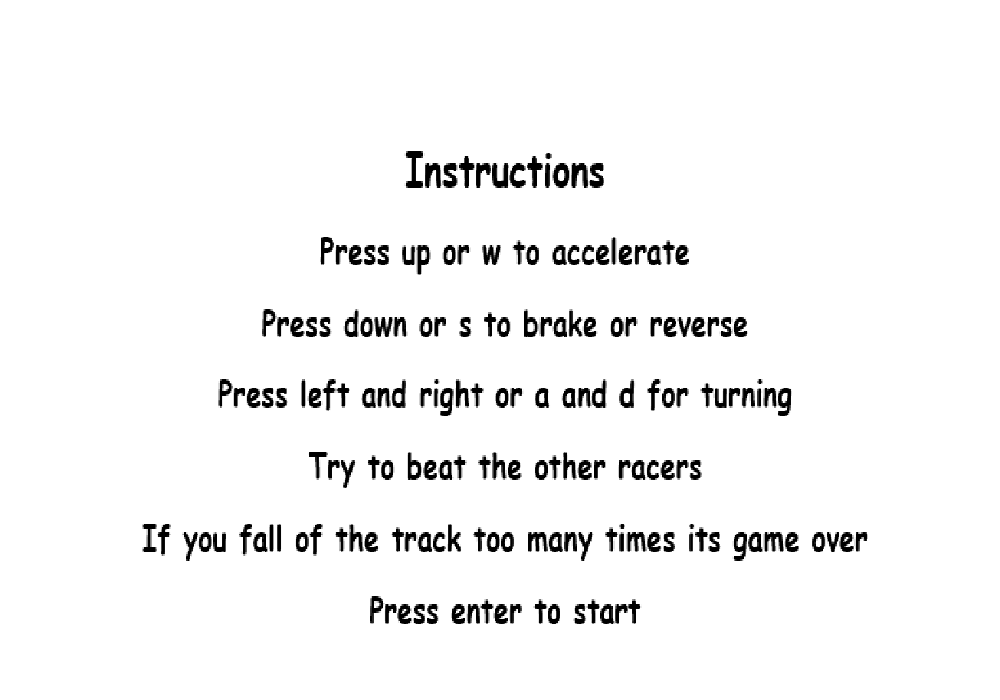 Instructions
Press up or w to accelerate
Press down or s to brake or reverse
Press left and right or a and d for turning
Try to beat the other racers
If you fall of the track too many times its game over
Press enter to start